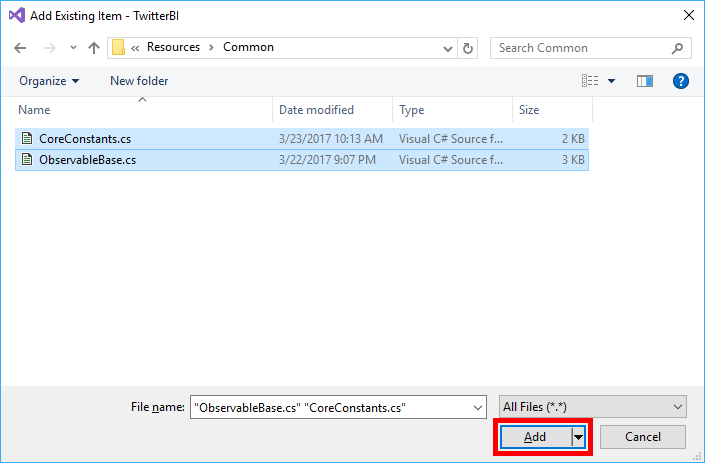 Add Existing Item - TwitterBI
« Resources › Common
Search Common
Organize New folder
?
Name Date modified Type Size
CoreConstants.cs 3/23/2017 10:13 AM Visual C# Source f... 2 KB
ObservableBase.cs 3/22/2017 9:07 PM Visual C# Source f... 3 KB
File name: "ObservableBase.cs" "CoreConstants.cs" All Files (*.*)
Add Cancel